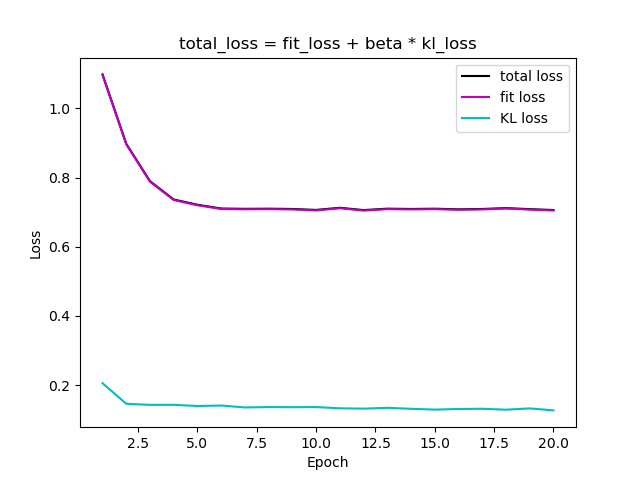 total_loss = fit_loss + beta * kl_loss
total loss
fit loss
KL loss
1.0
0.8
0.6
0.4
0.2
Loss
2.5 5.0 7.5 10.0 12.5 15.0 17.5 20.0
Epoch